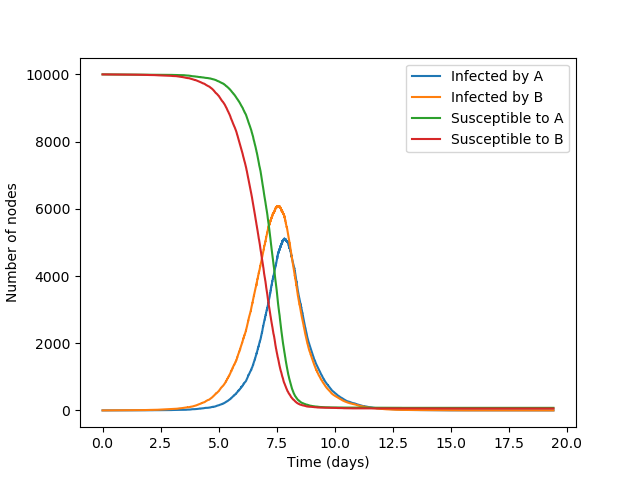 10000
8000
6000
4000
2000
0
Number of nodes
Infected by A
Infected by B
Susceptible to A
Susceptible to B
0.0 2.5 5.0 7.5 10.0 12.5 15.0 17.5 20.0
Time (days)